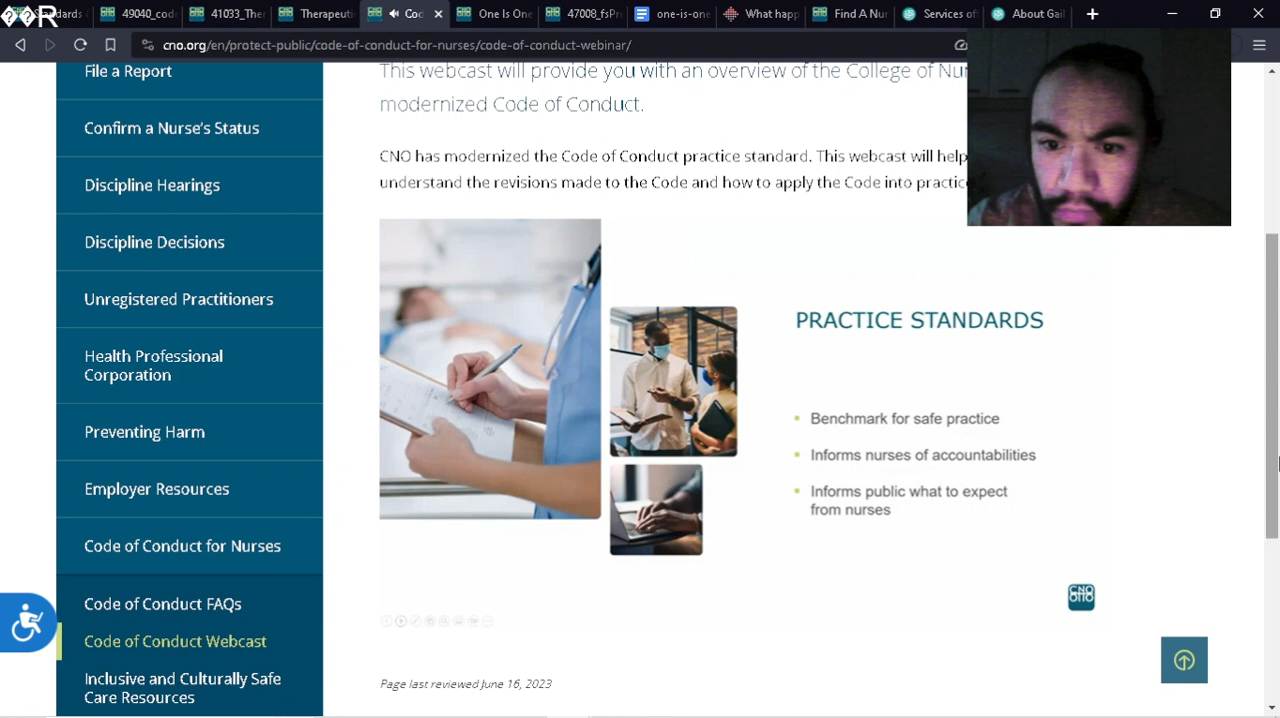 49040_cod
41033_The
Therapeuti
Co
One Is One
47008_fsPr
one-is-one
What happ
Find A Nur
Services of
About Gail
cno.org/en/protect-public/code-of-conduct-for-nurses/code-of-conduct-webinar/
File a Report
Confirm a Nurse's Status
Discipline Hearings
Discipline Decisions
Unregistered Practitioners
Health Professional
Corporation
Preventing Harm
Employer Resources
Code of Conduct for Nurses
Code of Conduct FAQs
Code of Conduct Webcast
Inclusive and Culturally Safe
Care Resources
This webcast will provide you with an overview of the College of Nur
modernized Code of Conduct.
CNO has modernized the Code of Conduct practice standard. This webcast will help
understand the revisions made to the Code and how to apply the Code into practic
PRACTICE STANDARDS
Benchmark for safe practice
Informs nurses of accountabilities
Informs public what to expect
from nurses
CNO
OIIO
Page last reviewed June 16, 2023